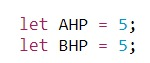 let AHP = 5;
let BHP = 5;